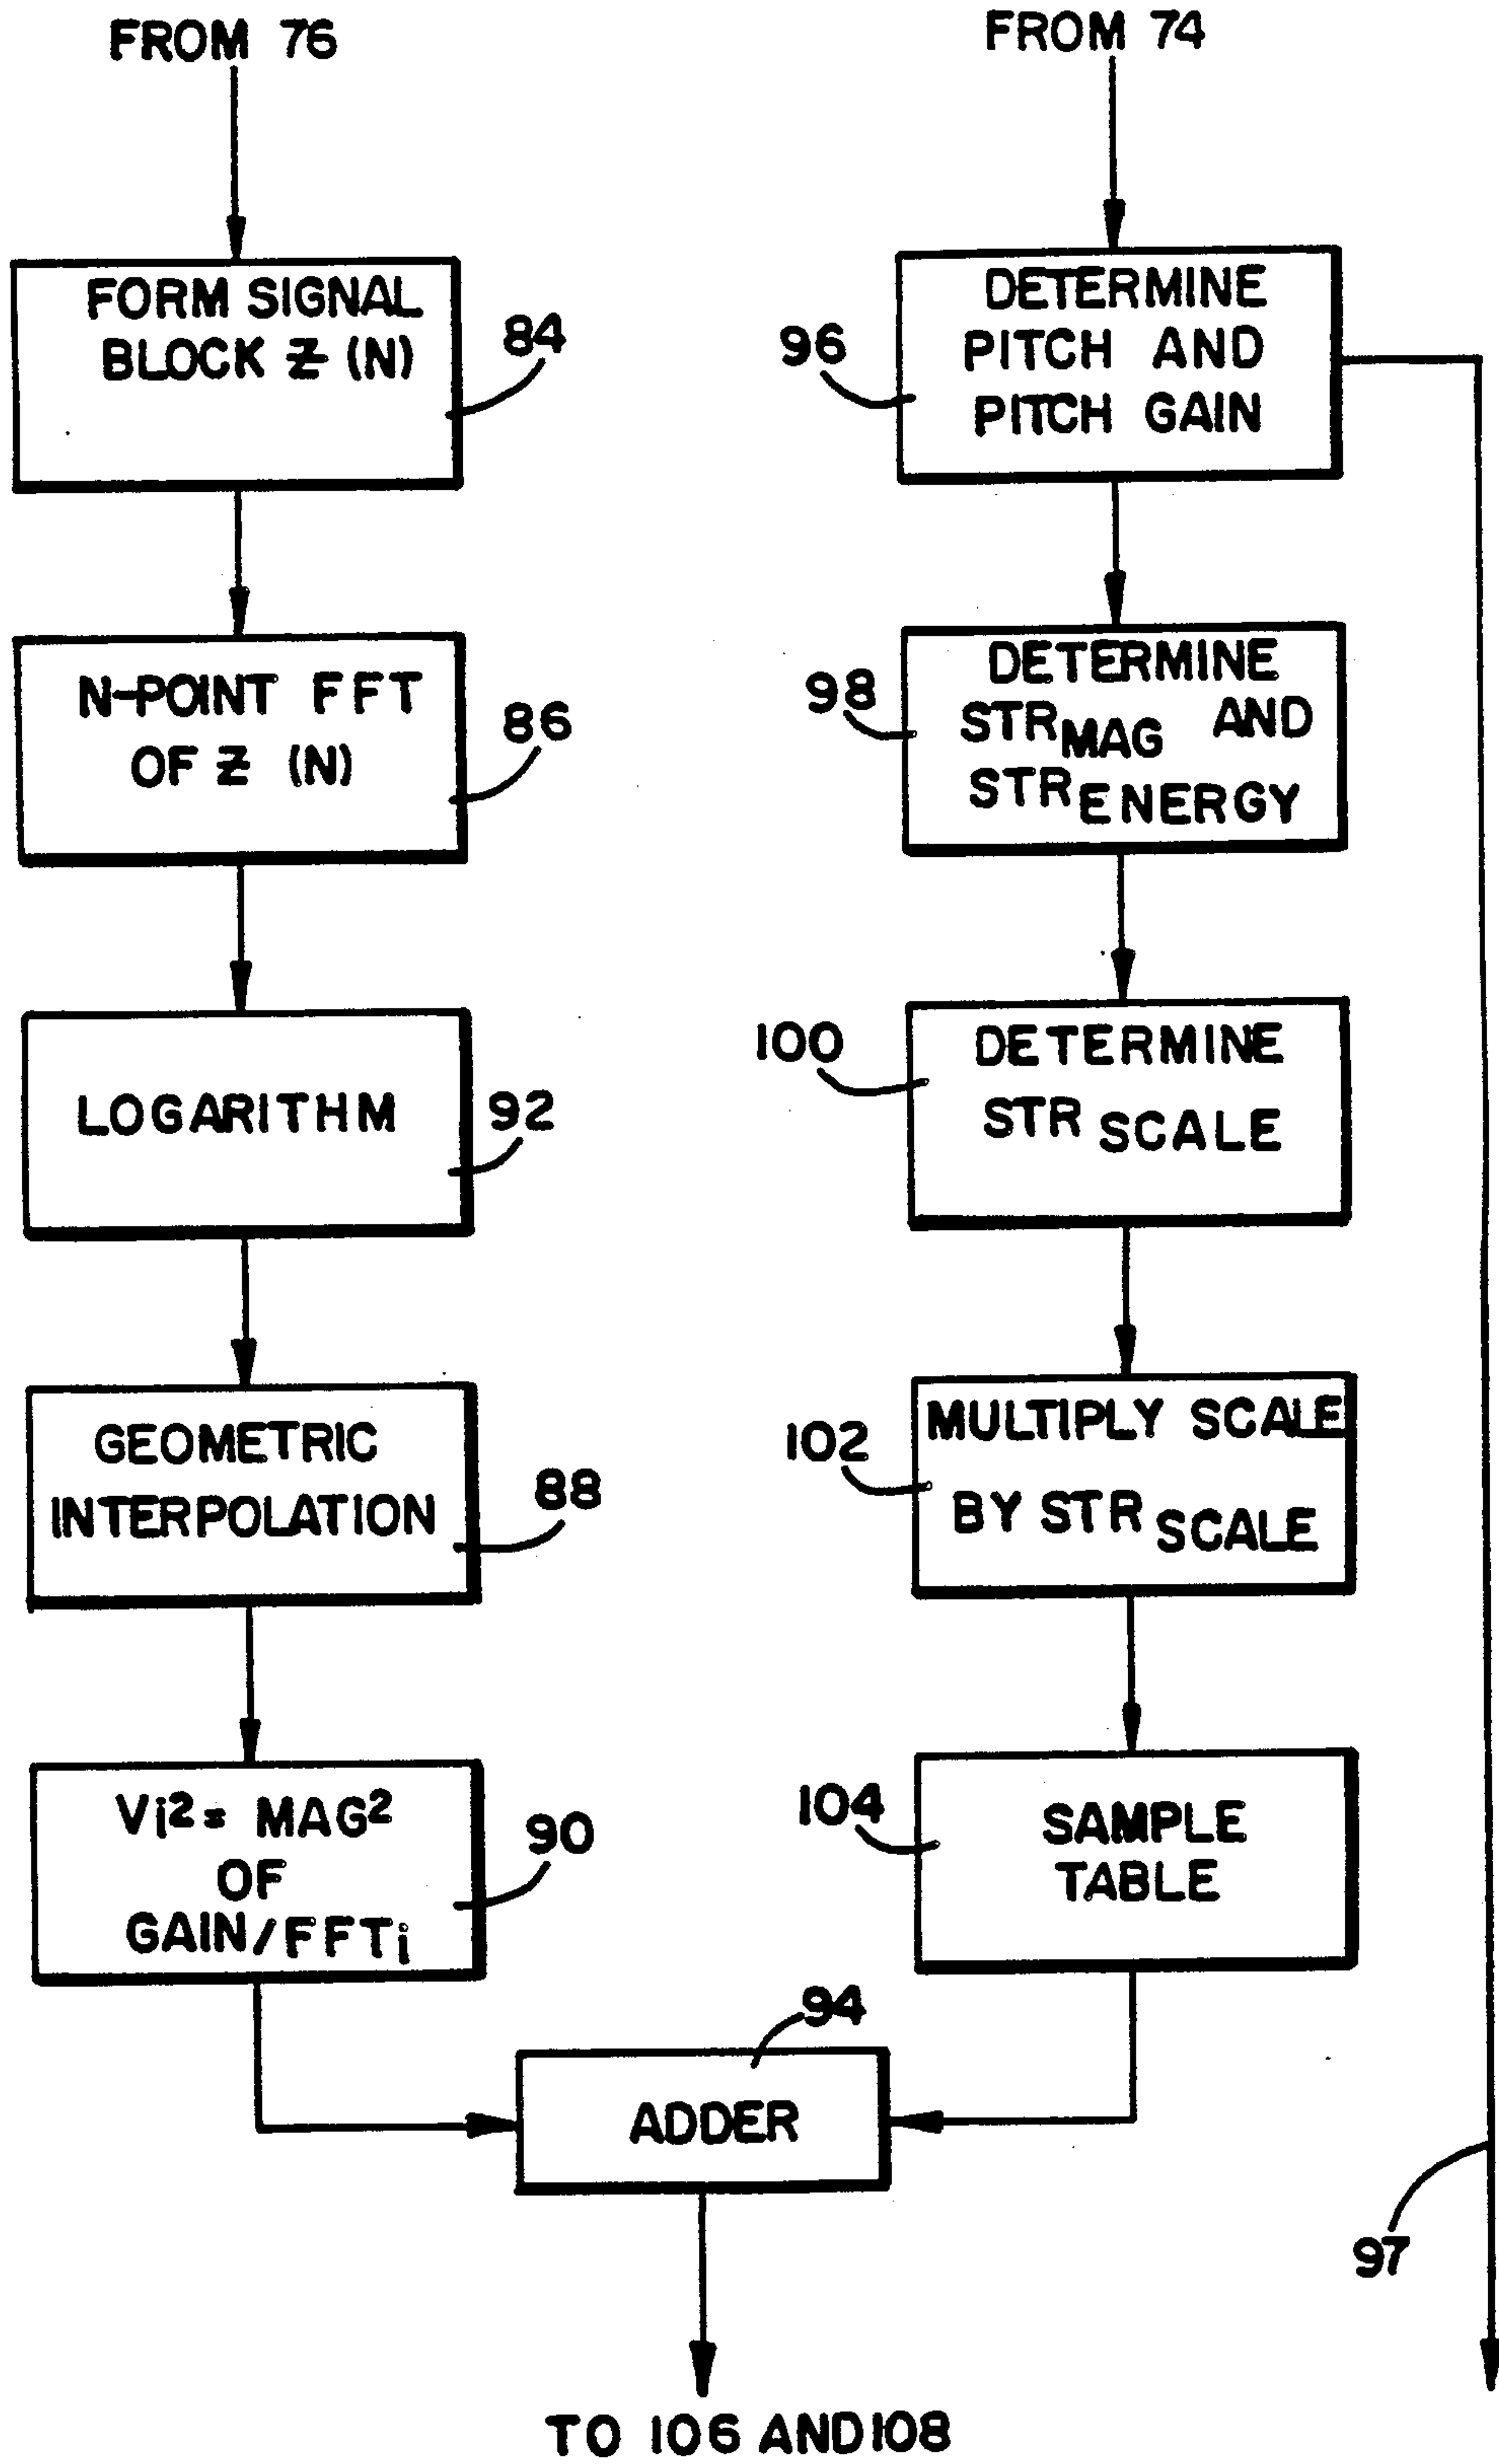 FROM 76
FORM SIGNAL
BLOCK Z (N)
84
N-POINT FFT
OF Z (N)
86
LOGARITHM
92
GEOMETRIC
INTERPOLATION
88
Vi2= MAG2
OF
GAIN/FFTi
90
FROM 74
DETERMINE
PITCH AND
PITCH GAIN
96
DETERMINE
STRMAG AND
STRENERGY
98
DETERMINE
STR SCALE
100
MULTIPLY SCALE
BY STR SCALE
102
SAMPLE
TABLE
104
94
ADDER
97
TO 106 AND 108